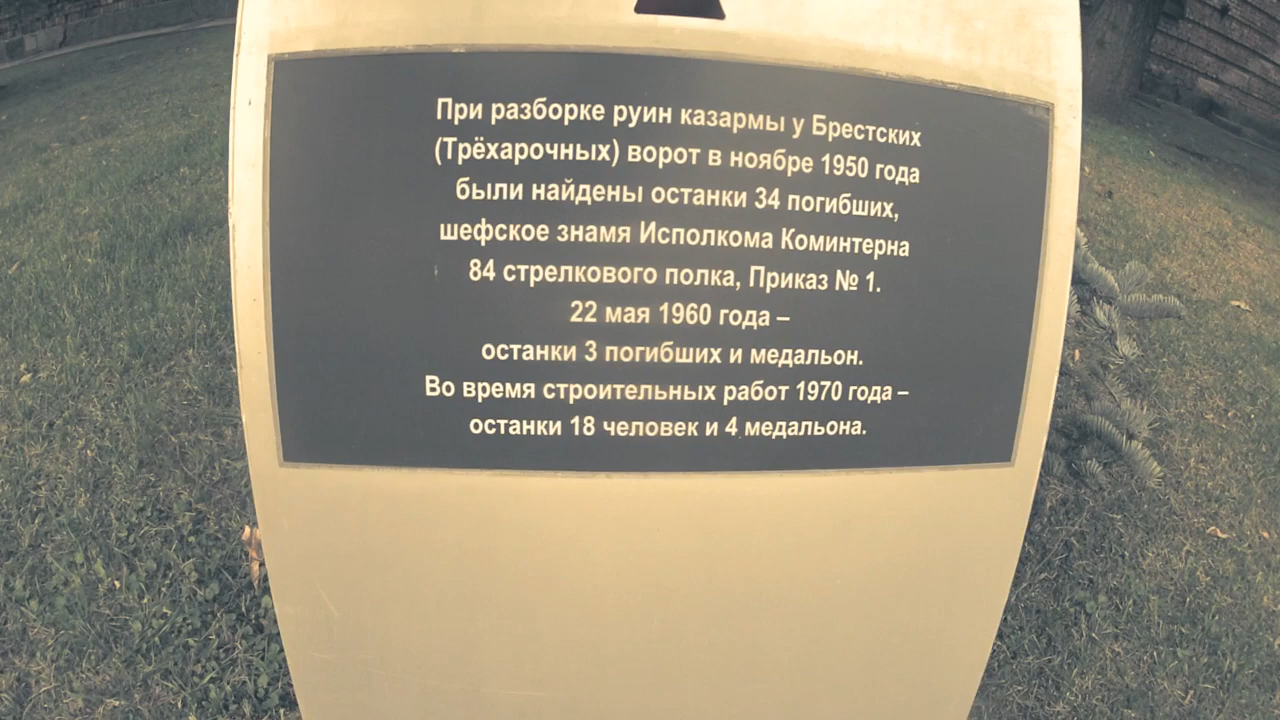 При разборке руин казармы у Брестских
(Трёхарочных) ворот в ноябре 1950 года
были найдены останки 34 погибших,
шефское знамя Исполкома Коминтерна
84 стрелкового полка, Приказ № 1.
22 мая 1960 года –
останки 3 погибших и медальон.
Во время строительных работ 1970 года –
останки 18 человек и 4 медальона.